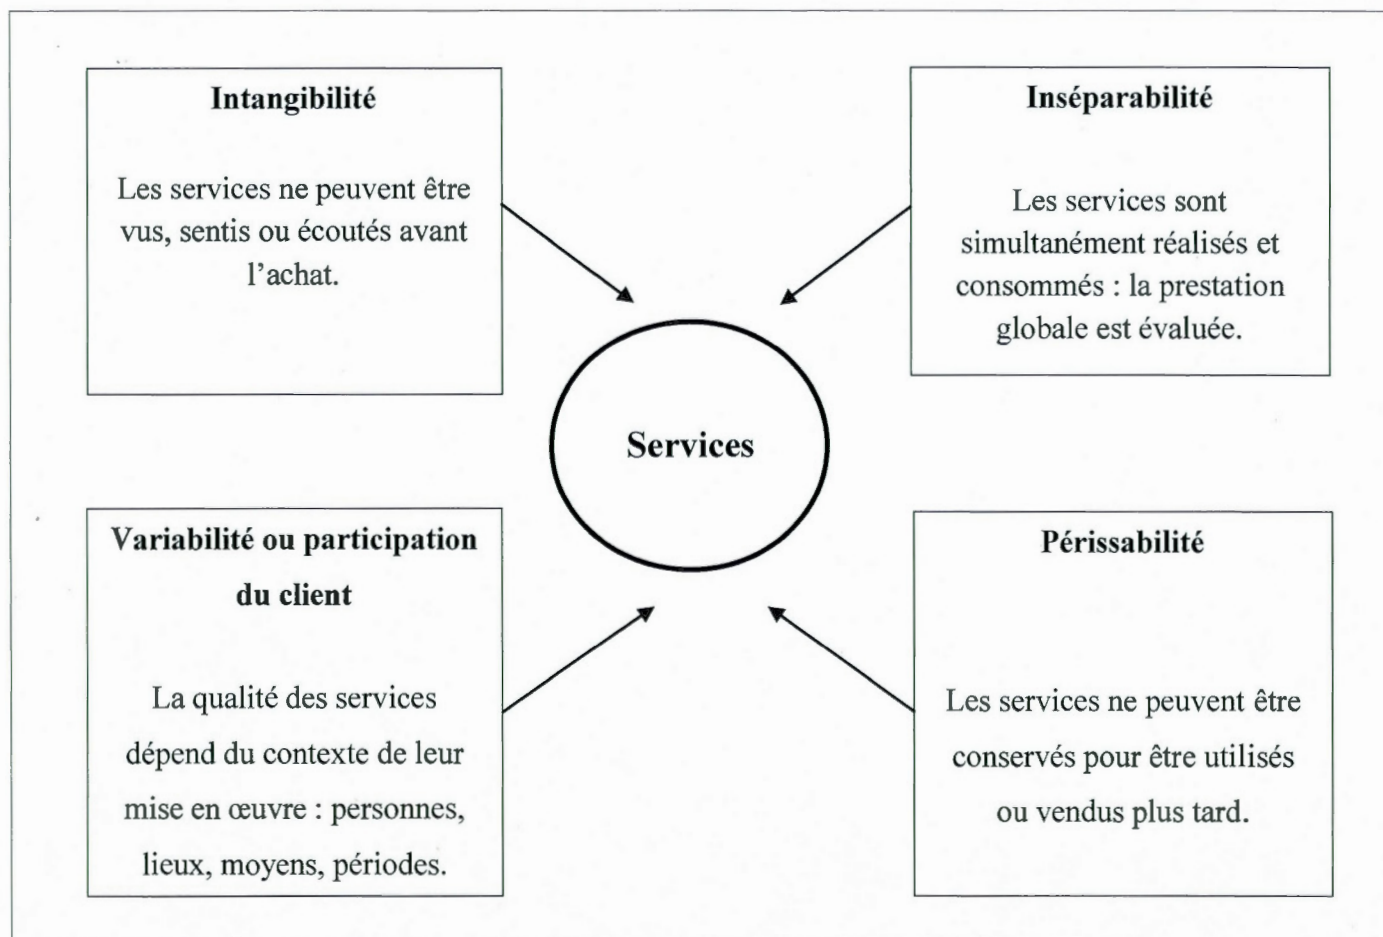 Intangibilité
Les services ne peuvent être
vus, sentis ou écoutés avant
l'achat.
Inséparabilité
Les services sont
simultanément réalisés et
consommés : la prestation
globale est évaluée.
Services
Variabilité ou participation
du client
La qualité des services
dépend du contexte de leur
mise en œuvre : personnes,
lieux, moyens, périodes.
Périssabilité
Les services ne peuvent être
conservés pour être utilisés
ou vendus plus tard.